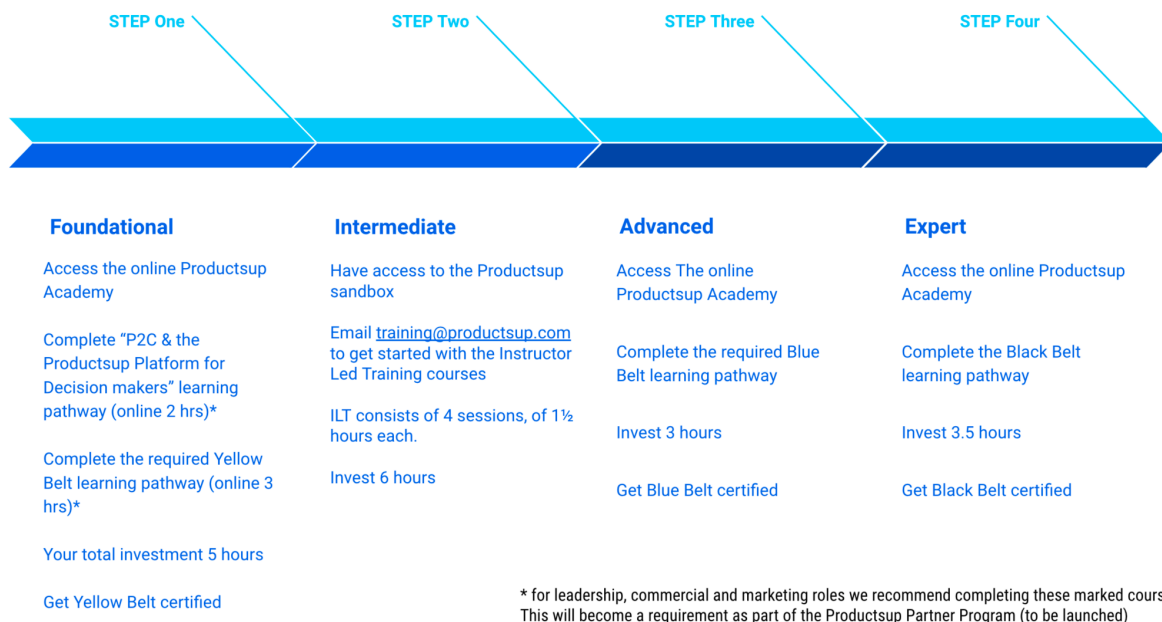 STEP One
STEP Two
STEP Three
STEP Four
Foundational
Access the online Productsup
Academy
Complete “P2C & the
Productsup Platform for
Decision makers” learning
pathway (online 2 hrs)*
Complete the required Yellow
Belt learning pathway (online 3
hrs)*
Your total investment 5 hours
Get Yellow Belt certified
Intermediate
Have access to the Productsup
sandbox
Email training@productsup.com
to get started with the Instructor
Led Training courses
ILT consists of 4 sessions, of 1½
hours each.
Invest 6 hours
Advanced
Access The online
Productsup Academy
Complete the required Blue
Belt learning pathway
Invest 3 hours
Get Blue Belt certified
Expert
Access the online Productsup
Academy
Complete the Black Belt
learning pathway
Invest 3.5 hours
Get Black Belt certified
* for leadership, commercial and marketing roles we recommend completing these marked
This will become a requirement as part of the Productsup Partner Program (to be launched)